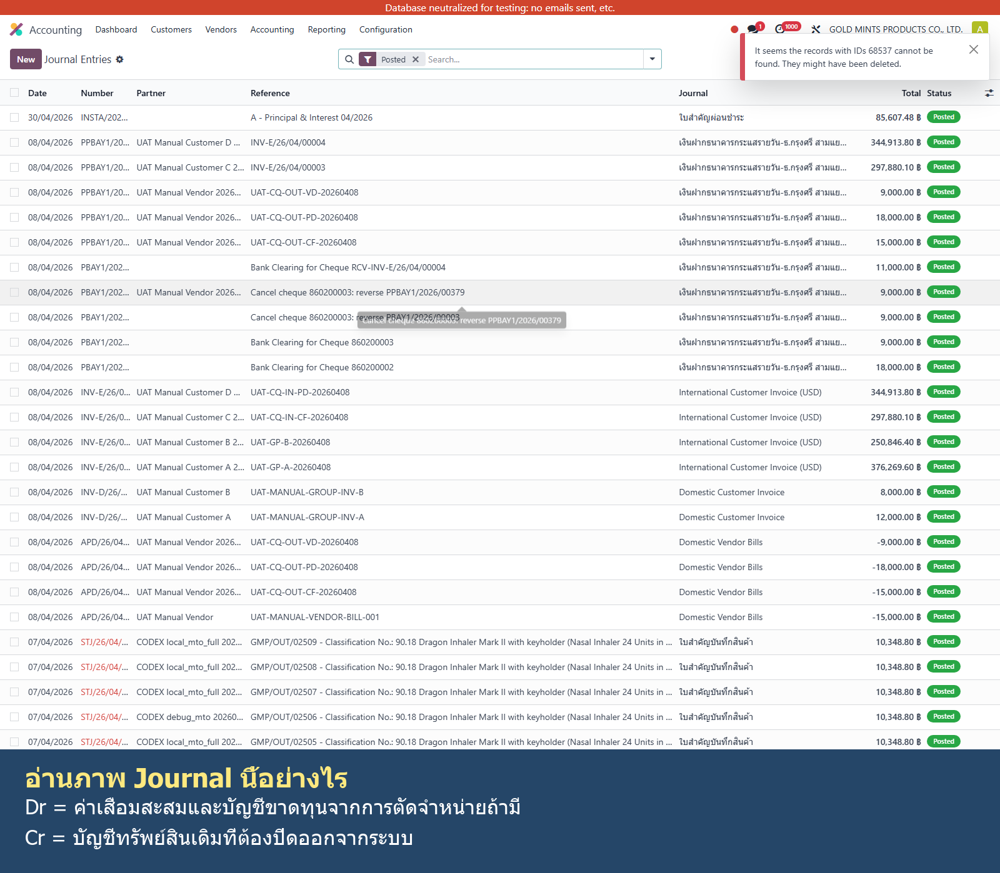 Database neutralized for testing: no emails sent, etc.
Accounting Dashboard Customers Vendors Accounting Reporting Configuration 1 1000 GOLD MINTS PRODUCTS CO., LTD. A
New Journal Entries Posted Search...
It seems the records with IDs 68537 cannot be found. They might have been deleted.
Date Number Partner Reference Journal Total Status
30/04/2026 INSTA/202... A - Principal & Interest 04/2026 ใบสำคัญผ่อนชำระ 85,607.48 ฿ Posted
08/04/2026 PPBAY1/20... UAT Manual Customer D ... INV-E/26/04/00004 เงินฝากธนาคารกระแสรายวัน-ธ.กรุงศรี สามแย... 344,913.80 ฿ Posted
08/04/2026 PPBAY1/20... UAT Manual Customer C 2... INV-E/26/04/00003 เงินฝากธนาคารกระแสรายวัน-ธ.กรุงศรี สามแย... 297,880.10 ฿ Posted
08/04/2026 PPBAY1/20... UAT Manual Vendor 2026... UAT-CQ-OUT-VD-20260408 เงินฝากธนาคารกระแสรายวัน-ธ.กรุงศรี สามแย... 9,000.00 ฿ Posted
08/04/2026 PPBAY1/20... UAT Manual Vendor 2026... UAT-CQ-OUT-PD-20260408 เงินฝากธนาคารกระแสรายวัน-ธ.กรุงศรี สามแย... 18,000.00 ฿ Posted
08/04/2026 PPBAY1/20... UAT Manual Vendor 2026... UAT-CQ-OUT-CF-20260408 เงินฝากธนาคารกระแสรายวัน-ธ.กรุงศรี สามแย... 15,000.00 ฿ Posted
08/04/2026 PBAY1/202... Bank Clearing for Cheque RCV-INV-E/26/04/00004 เงินฝากธนาคารกระแสรายวัน-ธ.กรุงศรี สามแย... 11,000.00 ฿ Posted
08/04/2026 PBAY1/202... UAT Manual Vendor 2026... Cancel cheque 860200003: reverse PPBAY1/2026/00379 เงินฝากธนาคารกระแสรายวัน-ธ.กรุงศรี สามแย... 9,000.00 ฿ Posted
08/04/2026 PBAY1/202... Cancel cheque 860200003: reverse PBAY1/2026/00003 เงินฝากธนาคารกระแสรายวัน-ธ.กรุงศรี สามแย... 9,000.00 ฿ Posted
Cancel cheque 860200003: reverse PPBAY1/2026/00379
08/04/2026 PBAY1/202... Bank Clearing for Cheque 860200003 เงินฝากธนาคารกระแสรายวัน-ธ.กรุงศรี สามแย... 9,000.00 ฿ Posted
08/04/2026 PBAY1/202... Bank Clearing for Cheque 860200002 เงินฝากธนาคารกระแสรายวัน-ธ.กรุงศรี สามแย... 18,000.00 ฿ Posted
08/04/2026 INV-E/26/0... UAT Manual Customer D ... UAT-CQ-IN-PD-20260408 International Customer Invoice (USD) 344,913.80 ฿ Posted
08/04/2026 INV-E/26/0... UAT Manual Customer C 2... UAT-CQ-IN-CF-20260408 International Customer Invoice (USD) 297,880.10 ฿ Posted
08/04/2026 INV-E/26/0... UAT Manual Customer B 2... UAT-GP-B-20260408 International Customer Invoice (USD) 250,846.40 ฿ Posted
08/04/2026 INV-E/26/0... UAT Manual Customer A 2... UAT-GP-A-20260408 International Customer Invoice (USD) 376,269.60 ฿ Posted
08/04/2026 INV-D/26/... UAT Manual Customer B UAT-MANUAL-GROUP-INV-B Domestic Customer Invoice 8,000.00 ฿ Posted
08/04/2026 INV-D/26/... UAT Manual Customer A UAT-MANUAL-GROUP-INV-A Domestic Customer Invoice 12,000.00 ฿ Posted
08/04/2026 APD/26/04... UAT Manual Vendor 2026... UAT-CQ-OUT-VD-20260408 Domestic Vendor Bills -9,000.00 ฿ Posted
08/04/2026 APD/26/04... UAT Manual Vendor 2026... UAT-CQ-OUT-PD-20260408 Domestic Vendor Bills -18,000.00 ฿ Posted
08/04/2026 APD/26/04... UAT Manual Vendor 2026... UAT-CQ-OUT-CF-20260408 Domestic Vendor Bills -15,000.00 ฿ Posted
08/04/2026 APD/26/04... UAT Manual Vendor UAT-MANUAL-VENDOR-BILL-001 Domestic Vendor Bills -15,000.00 ฿ Posted
07/04/2026 STJ/26/04/... CODEX local_mto_full 202... GMP/OUT/02509 - Classification No.: 90.18 Dragon Inhaler Mark II with keyholder (Nasal Inhaler 24 Units in ... ใบสำคัญบันทึกสินค้า 10,348.80 ฿ Posted
07/04/2026 STJ/26/04/... CODEX local_mto_full 202... GMP/OUT/02508 - Classification No.: 90.18 Dragon Inhaler Mark II with keyholder (Nasal Inhaler 24 Units in ... ใบสำคัญบันทึกสินค้า 10,348.80 ฿ Posted
07/04/2026 STJ/26/04/... CODEX local_mto_full 202... GMP/OUT/02507 - Classification No.: 90.18 Dragon Inhaler Mark II with keyholder (Nasal Inhaler 24 Units in ... ใบสำคัญบันทึกสินค้า 10,348.80 ฿ Posted
07/04/2026 STJ/26/04/... CODEX debug_mto 20260... GMP/OUT/02506 - Classification No.: 90.18 Dragon Inhaler Mark II with keyholder (Nasal Inhaler 24 Units in ... ใบสำคัญบันทึกสินค้า 10,348.80 ฿ Posted
07/04/2026 STJ/26/04/... CODEX local_mto_full 202... GMP/OUT/02505 - Classification No.: 90.18 Dragon Inhaler Mark II with keyholder (Nasal Inhaler 24 Units in ... ใบสำคัญบันทึกสินค้า 10,348.80 ฿ Posted
อ่านภาพ Journal นี้อย่างไร
Dr = ค่าเสื่อมสะสมและบัญชีขาดทุนจากการตัดจำหน่ายถ้ามี
Cr = บัญชีทรัพย์สินเดิมที่ต้องปิดออกจากระบบ